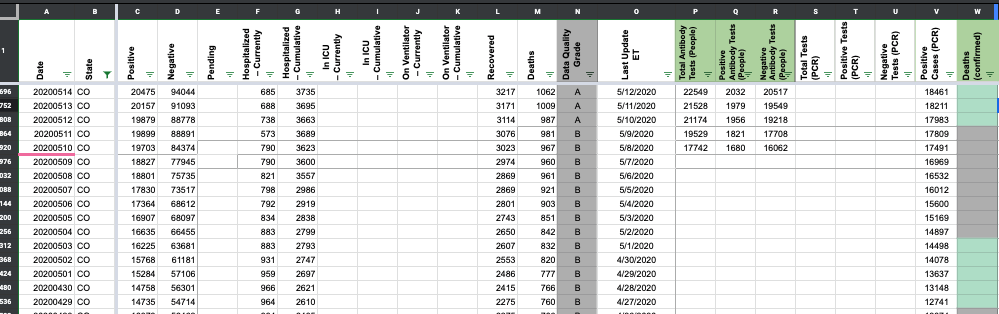 A B C D E F G H I J K L M N O P Q R S T U V W
1 Date State Positive Negative Pending Hospitalized – Currently Hospitalized – Cumulative In ICU – Currently In ICU – Cumulative On Ventilator – Currently On Ventilator – Cumulative Recovered Deaths Data Quality Grade Last Update ET Total Antibody Tests (People) Positive Antibody Tests (People) Negative Antibody Tests (People) Total Tests (PCR) Positive Tests (PCR) Negative Tests (PCR) Positive Cases (PCR) Deaths (confirmed)
696 20200514 CO 20475 94044 685 3735 3217 1062 A 5/12/2020 22549 2032 20517 18461
752 20200513 CO 20157 91093 688 3695 3171 1009 A 5/11/2020 21528 1979 19549 18211
808 20200512 CO 19879 88778 738 3663 3114 987 A 5/10/2020 21174 1956 19218 17983
864 20200511 CO 19899 88891 573 3689 3076 981 B 5/9/2020 19529 1821 17708 17809
920 20200510 CO 19703 84374 790 3623 3023 967 B 5/8/2020 17742 1680 16062 17491
976 20200509 CO 18827 77945 790 3600 2974 960 B 5/7/2020 16969
032 20200508 CO 18801 75735 821 3557 2869 961 B 5/6/2020 16532
088 20200507 CO 17830 73517 798 2986 2869 921 B 5/5/2020 16012
144 20200506 CO 17364 68612 792 2919 2801 903 B 5/4/2020 15600
200 20200505 CO 16907 68097 834 2838 2743 851 B 5/3/2020 15169
256 20200504 CO 16635 66455 883 2793 2650 842 B 5/2/2020 14897
312 20200503 CO 16225 63681 883 2793 2607 832 B 5/1/2020 14498
368 20200502 CO 15768 61181 931 2747 2553 820 B 4/30/2020 14078
424 20200501 CO 15284 57106 959 2697 2486 777 B 4/29/2020 13637
480 20200430 CO 14758 56301 966 2621 2415 766 B 4/28/2020 13148
536 20200429 CO 14735 54714 964 2610 2275 760 B 4/27/2020 12741